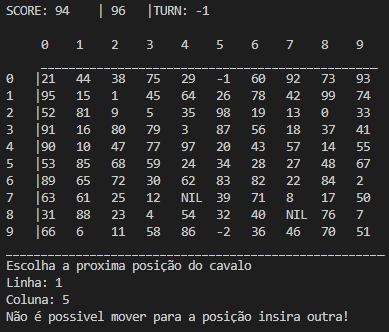 SCORE: 94 | 96 |TURN: -1
0 1 2 3 4 5 6 7 8 9
0 |21 44 38 75 29 -1 60 92 73 93
1 |95 15 1 45 64 26 78 42 99 74
2 |52 81 9 5 35 98 19 13 0 33
3 |91 16 80 79 3 87 56 18 37 41
4 |90 10 47 77 97 20 43 57 14 55
5 |53 85 68 59 24 34 28 27 48 67
6 |89 65 72 30 62 83 82 22 84 2
7 |63 61 25 12 NIL 39 71 8 17 50
8 |31 88 23 4 54 32 40 NIL 76 7
9 |66 6 11 58 86 -2 36 46 70 51
Escolha a proxima posição do cavalo
Linha: 1
Coluna: 5
Não é possivel mover para a posição insira outra!